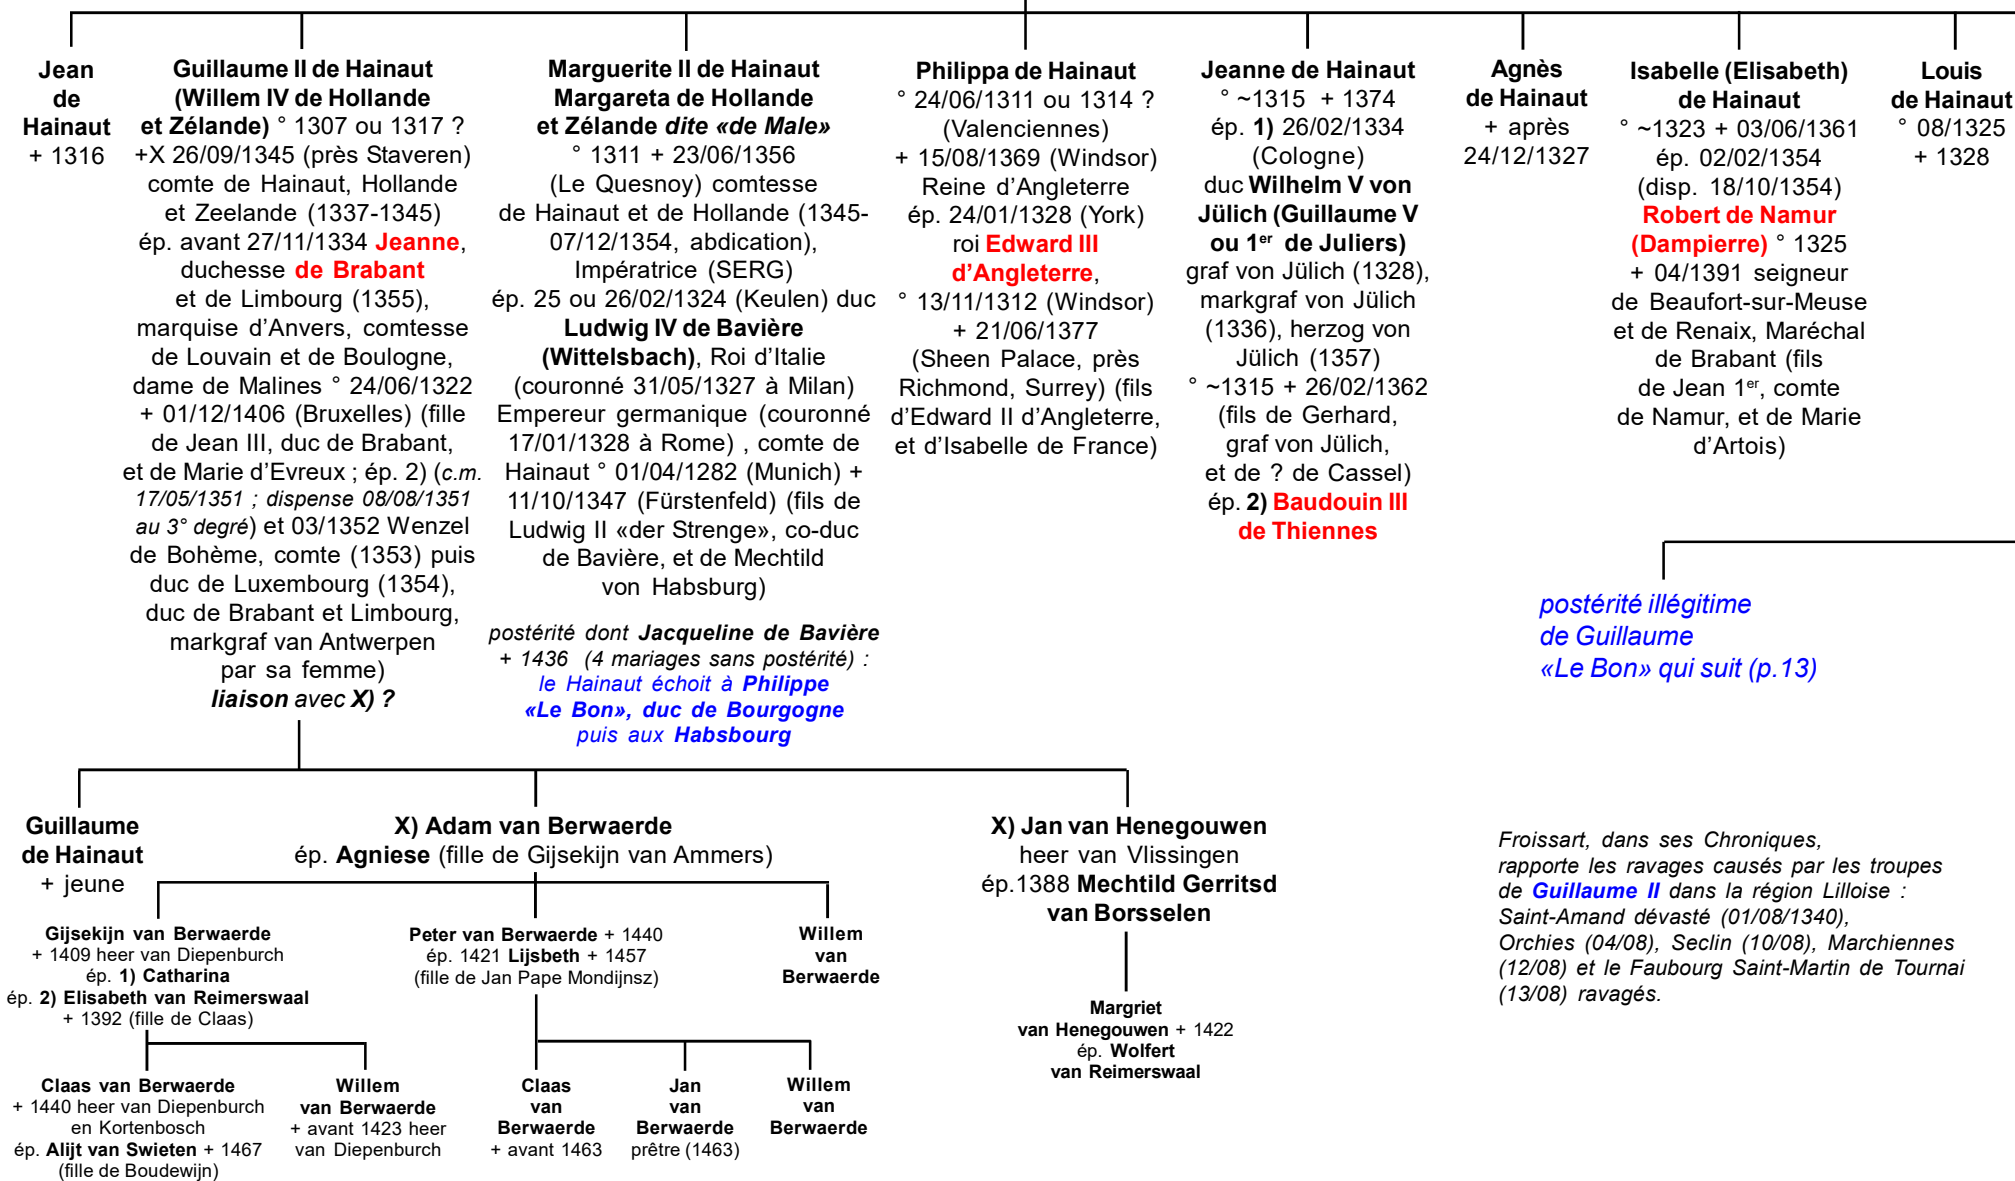 Jean
de
Hainaut
+ 1316
Guillaume II de Hainaut
(Willem IV de Hollande
et Zélande) ° 1307 ou 1317 ?
+X 26/09/1345 (près Staveren)
comte de Hainaut, Hollande
et Zeelande (1337-1345)
ép. avant 27/11/1334 Jeanne,
duchesse de Brabant
et de Limbourg (1355),
marquise d’Anvers, comtesse
de Louvain et de Boulogne,
dame de Malines ° 24/06/1322
+ 01/12/1406 (Bruxelles) (fille
de Jean III, duc de Brabant,
et de Marie d’Evreux ; ép. 2) (c.m.
17/05/1351 ; dispense 08/08/1351
au 3° degré) et 03/1352 Wenzel
de Bohème, comte (1353) puis
duc de Luxembourg (1354),
duc de Brabant et Limbourg,
markgraf van Antwerpen
par sa femme)
liaison avec X) ?
Marguerite II de Hainaut
Margareta de Hollande
et Zélande dite «de Male»
° 1311 + 23/06/1356
(Le Quesnoy) comtesse
de Hainaut et de Hollande (1345-
07/12/1354, abdication),
Impératrice (SERG)
ép. 25 ou 26/02/1324 (Keulen) duc
Ludwig IV de Bavière
(Wittelsbach), Roi d’Italie
(couronné 31/05/1327 à Milan)
Empereur germanique (couronné
17/01/1328 à Rome) , comte de
Hainaut ° 01/04/1282 (Munich) +
11/10/1347 (Fürstenfeld) (fils de
Ludwig II «der Strenge», co-duc
de Bavière, et de Mechtild
von Habsburg)
postérité dont Jacqueline de Bavière
+ 1436 (4 mariages sans postérité) :
le Hainaut échoit à Philippe
«Le Bon», duc de Bourgogne
puis aux Habsbourg
Philippa de Hainaut
° 24/06/1311 ou 1314 ?
(Valenciennes)
+ 15/08/1369 (Windsor)
Reine d’Angleterre
ép. 24/01/1328 (York)
roi Edward III
d’Angleterre,
° 13/11/1312 (Windsor)
+ 21/06/1377
(Sheen Palace, près
Richmond, Surrey) (fils
d’Edward II d’Angleterre,
et d’Isabelle de France)
Jeanne de Hainaut
° ~1315 + 1374
ép. 1) 26/02/1334
(Cologne)
duc Wilhelm V von
Jülich (Guillaume V
ou 1er de Juliers)
graf von Jülich (1328),
markgraf von Jülich
(1336), herzog von
Jülich (1357)
° ~1315 + 26/02/1362
(fils de Gerhard,
graf von Jülich,
et de ? de Cassel)
ép. 2) Baudouin III
de Thiennes
Agnès
de Hainaut
+ après
24/12/1327
Isabelle (Elisabeth)
de Hainaut
° ~1323 + 03/06/1361
ép. 02/02/1354
(disp. 18/10/1354)
Robert de Namur
(Dampierre) ° 1325
+ 04/1391 seigneur
de Beaufort-sur-Meuse
et de Renaix, Maréchal
de Brabant (fils
de Jean 1er, comte
de Namur, et de Marie
d’Artois)
Louis
de Hainaut
° 08/1325
+ 1328
postérité illégitime
de Guillaume
«Le Bon» qui suit (p.13)
Guillaume
de Hainaut
+ jeune
X) Adam van Berwaerde
ép. Agniese (fille de Gijsekijn van Ammers)
X) Jan van Henegouwen
heer van Vlissingen
ép.1388 Mechtild Gerritsd
van Borsselen
Froissart, dans ses Chroniques,
rapporte les ravages causés par les troupes
de Guillaume II dans la région Lilloise :
Saint-Amand dévasté (01/08/1340),
Orchies (04/08), Seclin (10/08), Marchiennes
(12/08) et le Faubourg Saint-Martin de Tournai
(13/08) ravagés.
Gijsekijn van Berwaerde
+ 1409 heer van Diepenburch
ép. 1) Catharina
ép. 2) Elisabeth van Reimerswaal
+ 1392 (fille de Claas)
Peter van Berwaerde + 1440
ép. 1421 Lijsbeth + 1457
(fille de Jan Pape Mondijnsz)
Willem
van
Berwaerde
Margriet
van Henegouwen + 1422
ép. Wolfert
van Reimerswaal
Claas van Berwaerde
+ 1440 heer van Diepenburch
en Kortenbosch
ép. Alijt van Swieten + 1467
(fille de Boudewijn)
Willem
van Berwaerde
+ avant 1423 heer
van Diepenburch
Claas
van
Berwaerde
+ avant 1463
Jan
van
Berwaerde
prêtre (1463)
Willem
van
Berwaerde